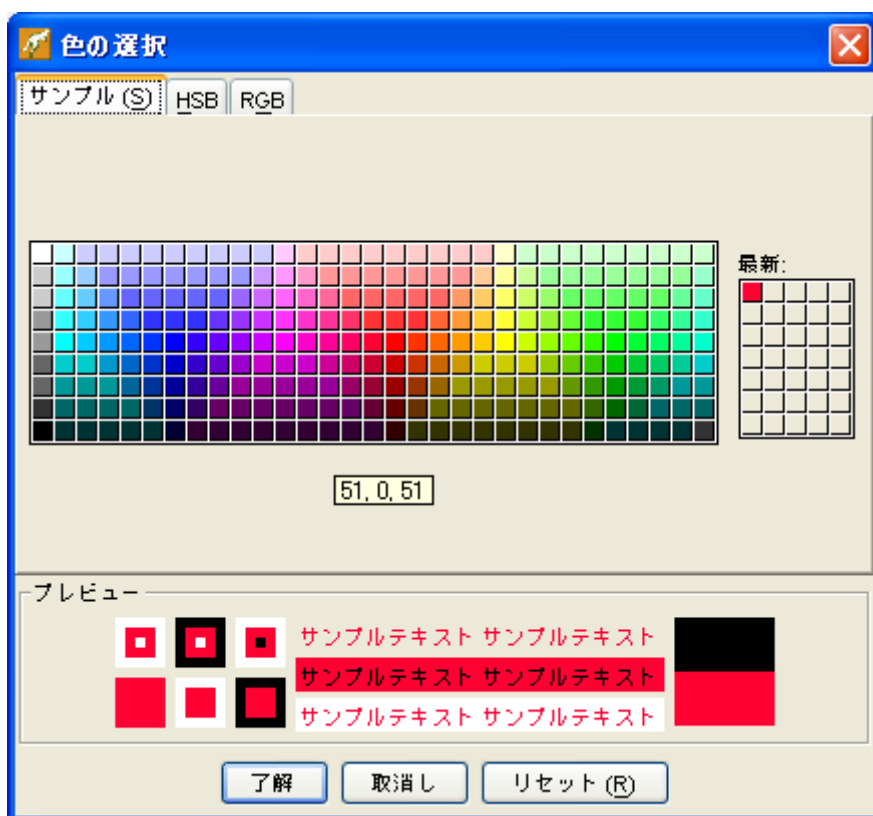 色の選択
サンプル (S) HSB RGB
最新:
51, 0, 51
プレビュー
サンプルテキスト サンプルテキスト
サンプルテキスト サンプルテキスト
サンプルテキスト サンプルテキスト
了解 取消し リセット (R)